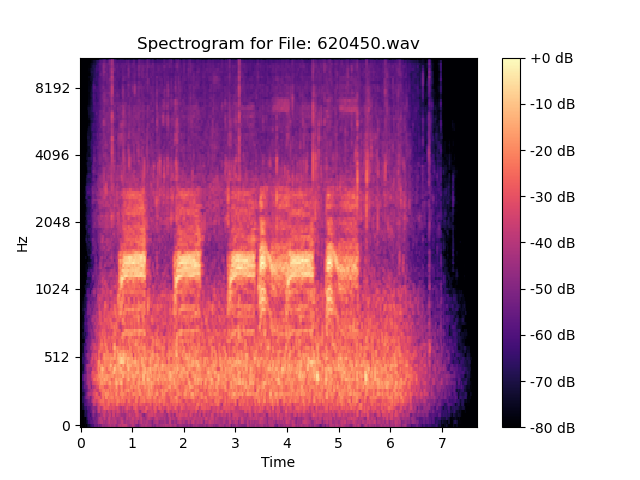 Spectrogram for File: 620450.wav
+0 dB
8192
-10 dB
4096
-20 dB
-30 dB
2048
-40 dB
Hz
1024
-50 dB
512
-60 dB
-70 dB
0
-80 dB
0 1 2 3 4 5 6 7
Time